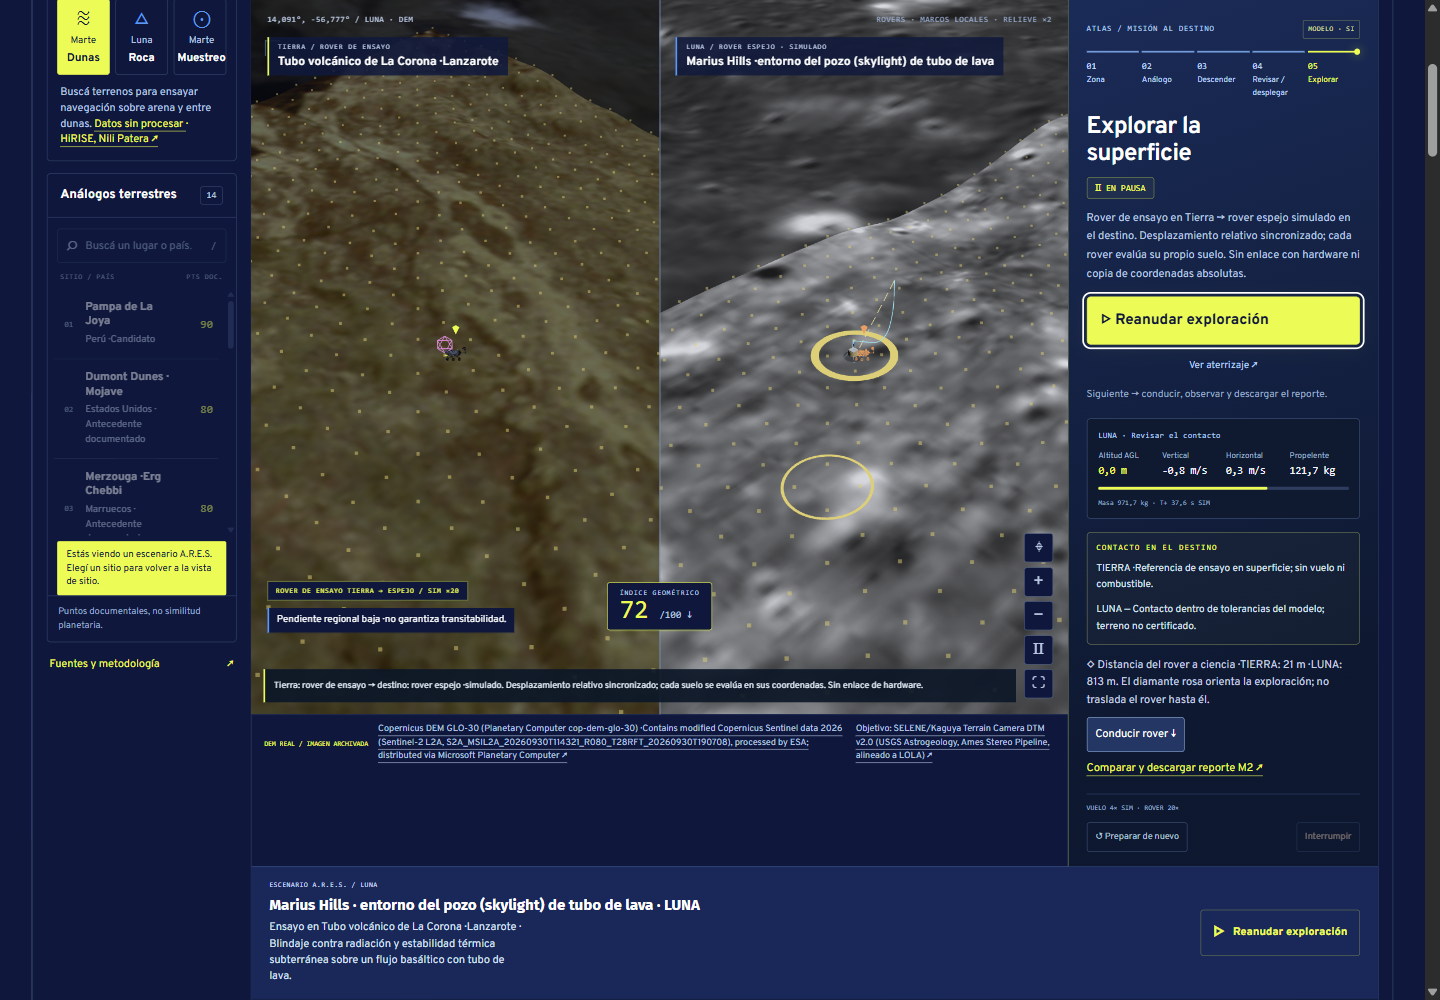 Marte
Dunas
Luna
Roca
Marte
Muestreo
Buscá terrenos para ensayar
navegación sobre arena y entre
dunas. Datos sin procesar ·
HiRISE, Nili Patera ↗
Análogos terrestres
14
Buscá un lugar o país.
/
SITIO / PAÍS
PTS DOC.
01
Pampa de La
Joya
Perú ·Candidato
90
02
Dumont Dunes ·
Mojave
Estados Unidos ·
Antecedente
documentado
80
03
Merzouga ·Erg
Chebbi
Marruecos ·
Antecedente
80
Estás viendo un escenario A.R.E.S.
Elegí un sitio para volver a la vista
de sitio.
Puntos documentales, no similitud
planetaria.
Fuentes y metodología ↗
14,091°, -56,777° / LUNA · DEM
ROVERS · MARCOS LOCALES · RELIEVE ×2
TIERRA / ROVER DE ENSAYO
Tubo volcánico de La Corona ·Lanzarote
LUNA / ROVER ESPEJO · SIMULADO
Marius Hills ·entorno del pozo (skylight) de tubo de lava
ROVER DE ENSAYO TIERRA → ESPEJO / SIM ×20
Pendiente regional baja ·no garantiza transitabilidad.
ÍNDICE GEOMÉTRICO
72 /100 ↓
Tierra: rover de ensayo → destino: rover espejo ·simulado. Desplazamiento relativo sincronizado; cada suelo se evalúa en sus coordenadas. Sin enlace de hardware.
DEM REAL / IMAGEN ARCHIVADA
Copernicus DEM GLO-30 (Planetary Computer cop-dem-glo-30) ·Contains modified Copernicus Sentinel data 2026
(Sentinel-2 L2A, S2A_MSIL2A_20260930T114321_R080_T28RFT_20260930T190708), processed by ESA;
distributed via Microsoft Planetary Computer ↗
Objetivo: SELENE/Kaguya Terrain Camera DTM
v2.0 (USGS Astrogeology, Ames Stereo Pipeline,
alineado a LOLA) ↗
ATLAS / MISIÓN AL DESTINO
MODELO · SI
01
Zona
02
Análogo
03
Descender
04
Revisar /
desplegar
05
Explorar
Explorar la
superficie
EN PAUSA
Rover de ensayo en Tierra → rover espejo simulado en
el destino. Desplazamiento relativo sincronizado; cada
rover evalúa su propio suelo. Sin enlace con hardware ni
copia de coordenadas absolutas.
▷ Reanudar exploración
Ver aterrizaje ↗
Siguiente → conducir, observar y descargar el reporte.
LUNA · Revisar el contacto
Altitud AGL
0,0 m
Vertical
-0,8 m/s
Horizontal
0,3 m/s
Propelente
121,7 kg
Masa 971,7 kg · T+ 37,6 s SIM
CONTACTO EN EL DESTINO
TIERRA ·Referencia de ensayo en superficie; sin vuelo ni
combustible.
LUNA — Contacto dentro de tolerancias del modelo;
terreno no certificado.
◇ Distancia del rover a ciencia ·TIERRA: 21 m ·LUNA:
813 m. El diamante rosa orienta la exploración; no
traslada el rover hasta él.
Conducir rover ↓
Comparar y descargar reporte M2 ↗
VUELO 4× SIM · ROVER 20×
↺ Preparar de nuevo
Interrumpir
ESCENARIO A.R.E.S. / LUNA
Marius Hills · entorno del pozo (skylight) de tubo de lava · LUNA
Ensayo en Tubo volcánico de La Corona ·Lanzarote ·
Blindaje contra radiación y estabilidad térmica
subterránea sobre un flujo basáltico con tubo de
lava.
▷ Reanudar exploración